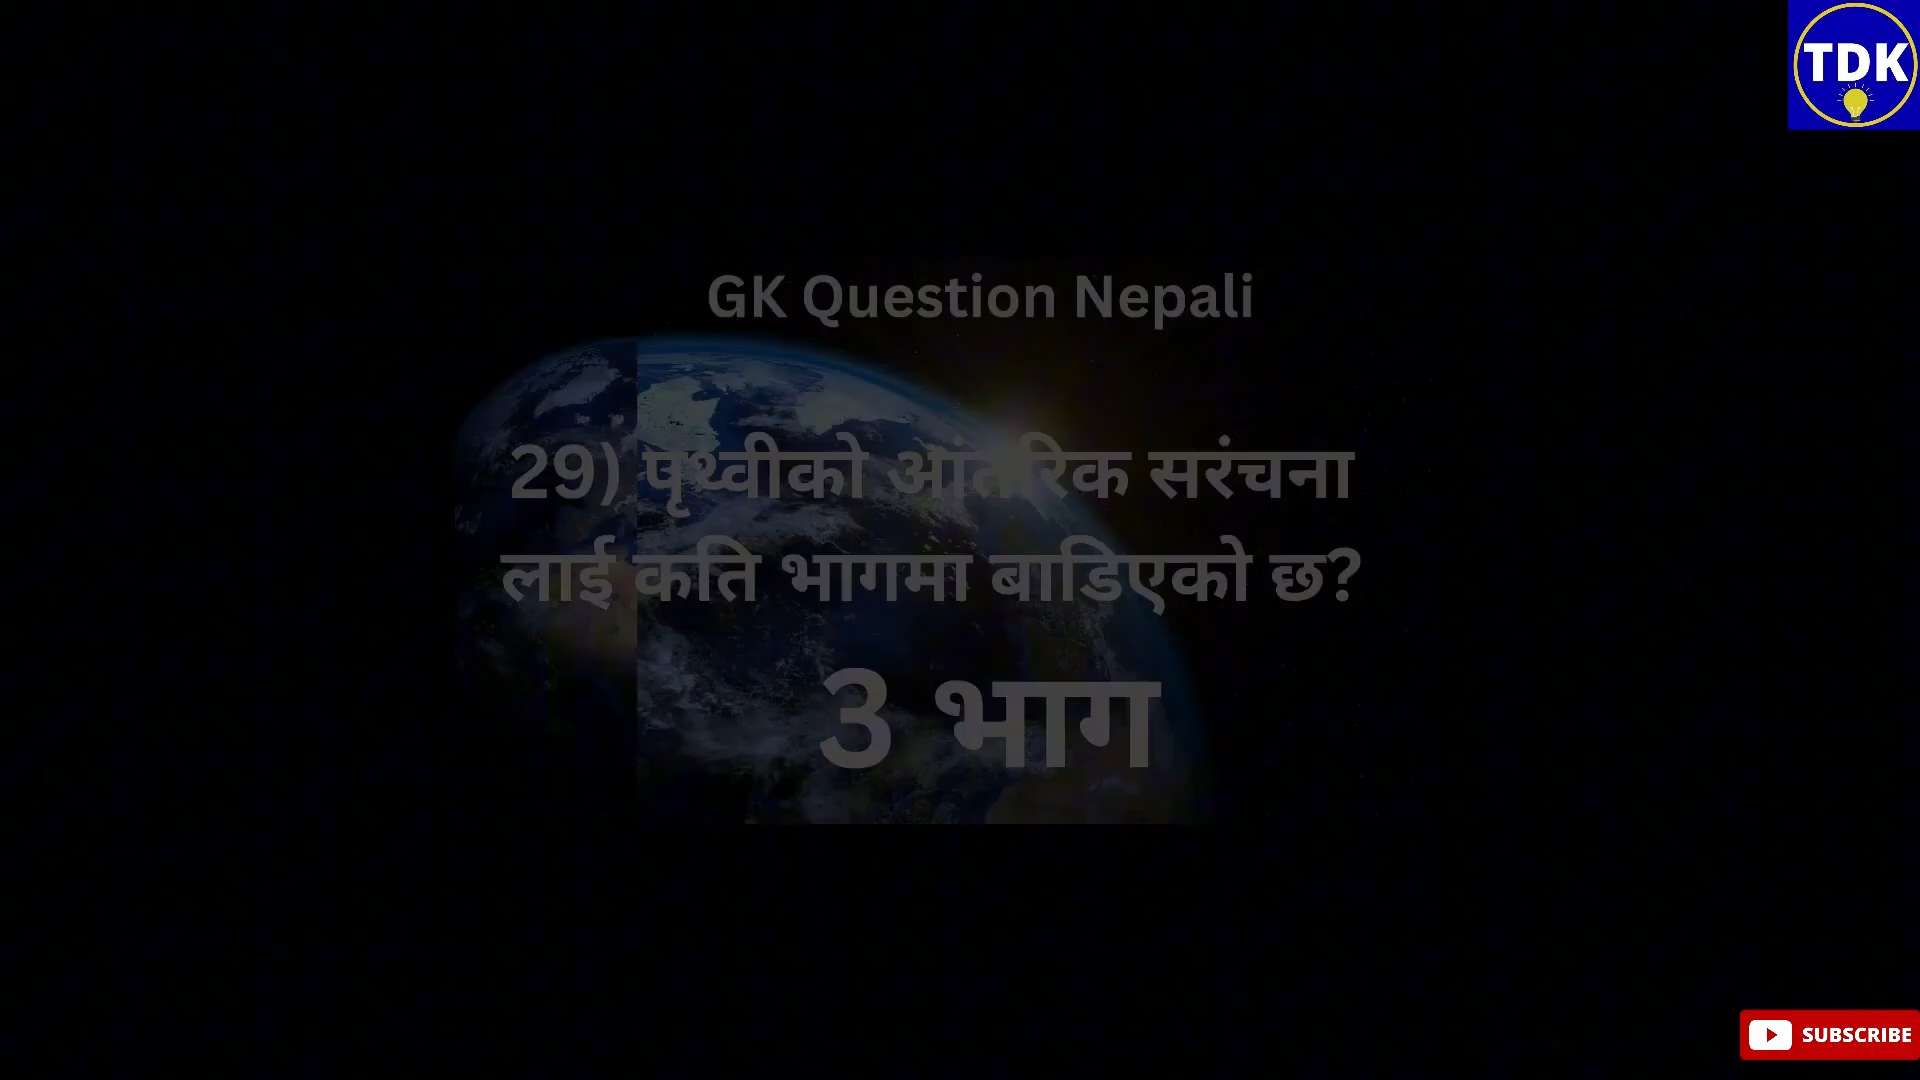 TDK
GK Question Nepali
29) पृथ्वीको आंतरिक सरंचना
लाई कति भागमा बाडिएको छ?
3 भाग
SUBSCRIBE